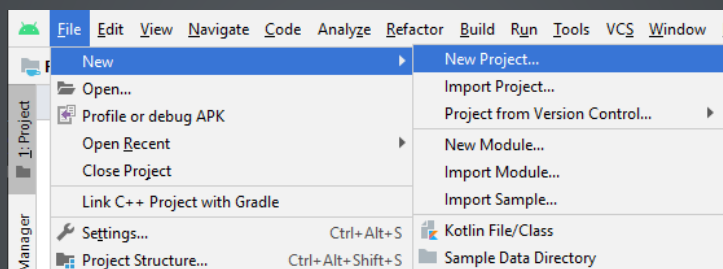 File Edit View Navigate Code Analyze Refactor Build Run Tools VCS Window
New
Open...
Profile or debug APK
Open Recent
Close Project
Link C++ Project with Gradle
Settings... Ctrl+Alt+S
Project Structure... Ctrl+Alt+Shift+S
New Project...
Import Project...
Project from Version Control...
New Module...
Import Module...
Import Sample...
Kotlin File/Class
Sample Data Directory
1: Project
Manager